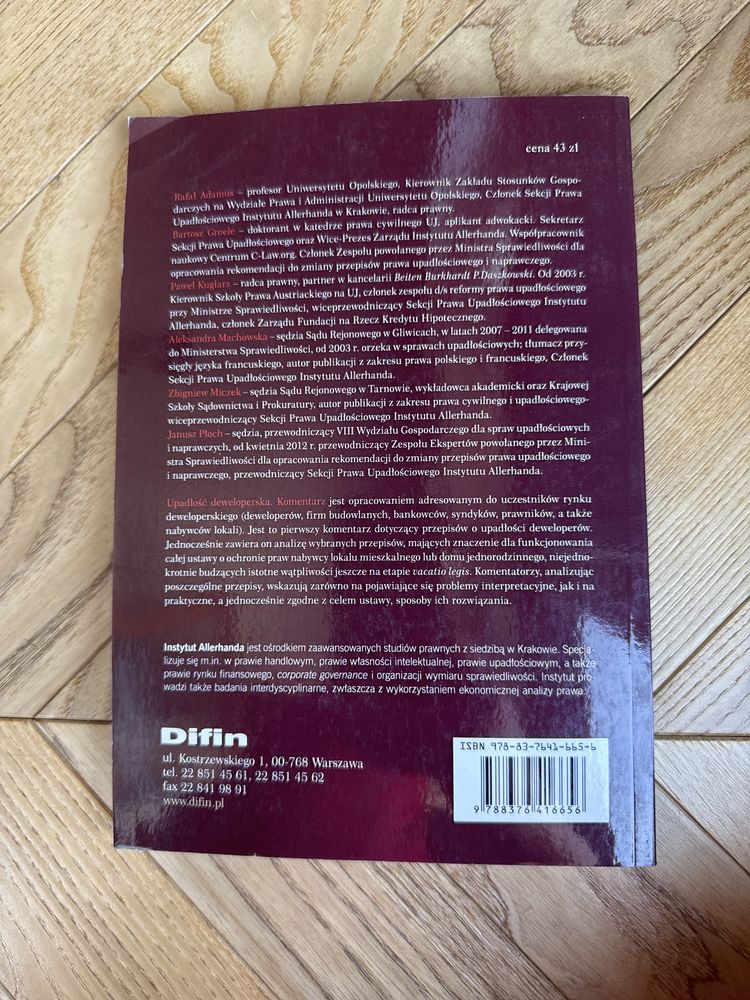 cena 43 zł
Rafał Adamus – profesor Uniwersytetu Opolskiego, Kierownik Zakładu Stosunków Gospo-
darczych na Wydziale Prawa i Administracji Uniwersytetu Opolskiego, Członek Sekcji Prawa
Upadłościowego Instytutu Allerhanda w Krakowie, radca prawny.
Bartosz Groele – doktorant w katedrze prawa cywilnego UJ, aplikant adwokacki. Sekretarz
Sekcji Prawa Upadłościowego oraz Wice-Prezes Zarządu Instytutu Allerhanda. Współpracownik
naukowy Centrum C-Law.org. Członek Zespołu powołanego przez Ministra Sprawiedliwości dla
opracowania rekomendacji do zmiany przepisów prawa upadłościowego i naprawczego.
Paweł Kuglarz – radca prawny, partner w kancelarii Beiten Burkhardt P.Daszkowski. Od 2003 r.
Kierownik Szkoły Prawa Austriackiego na UJ, członek zespołu d/s reformy prawa upadłościowego
przy Ministrze Sprawiedliwości, wiceprzewodniczący Sekcji Prawa Upadłościowego Instytutu
Allerhanda, członek Zarządu Fundacji na Rzecz Kredytu Hipotecznego.
Aleksandra Machowska – sędzia Sądu Rejonowego w Gliwicach, w latach 2007 – 2011 delegowana
do Ministerstwa Sprawiedliwości, od 2003 r. orzeka w sprawach upadłościowych; tłumacz przy-
sięgły języka francuskiego, autor publikacji z zakresu prawa polskiego i francuskiego, Członek
Sekcji Prawa Upadłościowego Instytutu Allerhanda.
Zbigniew Miczek – sędzia Sądu Rejonowego w Tarnowie, wykładowca akademicki oraz Krajowej
Szkoły Sądownictwa i Prokuratury, autor publikacji z zakresu prawa cywilnego i upadłościowego-
wiceprzewodniczący Sekcji Prawa Upadłościowego Instytutu Allerhanda.
Janusz Płoch – sędzia, przewodniczący VIII Wydziału Gospodarczego dla spraw upadłościowych
i naprawczych, od kwietnia 2012 r. przewodniczący Zespołu Ekspertów powołanego przez Mini-
stra Sprawiedliwości dla opracowania rekomendacji do zmiany przepisów prawa upadłościowego
i naprawczego, przewodniczący Sekcji Prawa Upadłościowego Instytutu Allerhanda.
Upadłość deweloperska. Komentarz jest opracowaniem adresowanym do uczestników rynku
deweloperskiego (deweloperów, firm budowlanych, bankowców, syndyków, prawników, a także
nabywców lokali). Jest to pierwszy komentarz dotyczący przepisów o upadłości deweloperów.
Jednocześnie zawiera on analizę wybranych przepisów, mających znaczenie dla funkcjonowania
całej ustawy o ochronie praw nabywcy lokalu mieszkalnego lub domu jednorodzinnego, niejedno-
krotnie budzących istotne wątpliwości jeszcze na etapie vacatio legis. Komentatorzy, analizując
poszczególne przepisy, wskazują zarówno na pojawiające się problemy interpretacyjne, jak i na
praktyczne, a jednocześnie zgodne z celem ustawy, sposoby ich rozwiązania.
Instytut Allerhanda jest ośrodkiem zaawansowanych studiów prawnych z siedzibą w Krakowie. Specja-
lizuje się m.in. w prawie handlowym, prawie własności intelektualnej, prawie upadłościowym, a także
prawie rynku finansowego, corporate governance i organizacji wymiaru sprawiedliwości. Instytut pro-
wadzi także badania interdyscyplinarne, zwłaszcza z wykorzystaniem ekonomicznej analizy prawa.
Difin
ul. Kostrzewskiego 1, 00-768 Warszawa
tel. 22 851 45 61, 22 851 45 62
fax 22 841 98 91
www.difin.pl
ISBN 978-83-7641-665-6
9 788376 416656